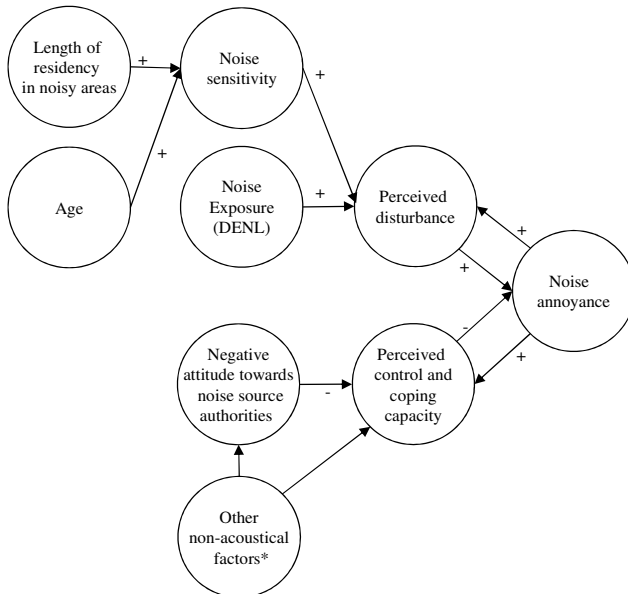 Length of
residency
in noisy areas
+
Noise
sensitivity
+
Age
+
Noise
Exposure
(DENL)
+
Perceived
disturbance
+
+
Noise
annoyance
-
+
Negative
attitude towards
noise source
authorities
-
Perceived
control and
coping
capacity
Other
non-acoustical
factors*